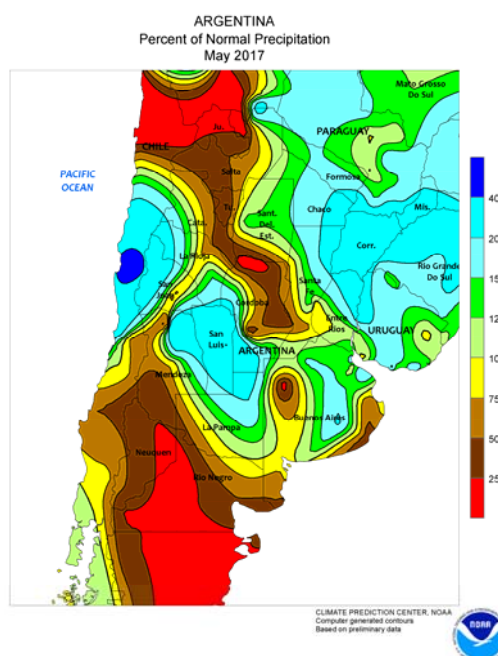 ARGENTINA
Percent of Normal Precipitation
May 2017
Mato Grosso
Do Sul
Ju.
PARAGUAY
CHILE
PACIFIC
OCEAN
Salta
Formosa
Tu.
Chaco
Mis.
Cata.
Sant.
Del.
Est.
Corr.
La Rioja
Rio Grande
Do Sul
San
Juan
Santa
Fe
Cordoba
Entre
Rios
URUGUAY
San
Luis
ARGENTINA
Mendoza
Buenos Aires
La Pampa
Neuquen
Rio Negro
40
20
15
12
10
75
50
25
CLIMATE PREDICTION CENTER, NOAA
Computer generated contours
Based on preliminary data
NOAA